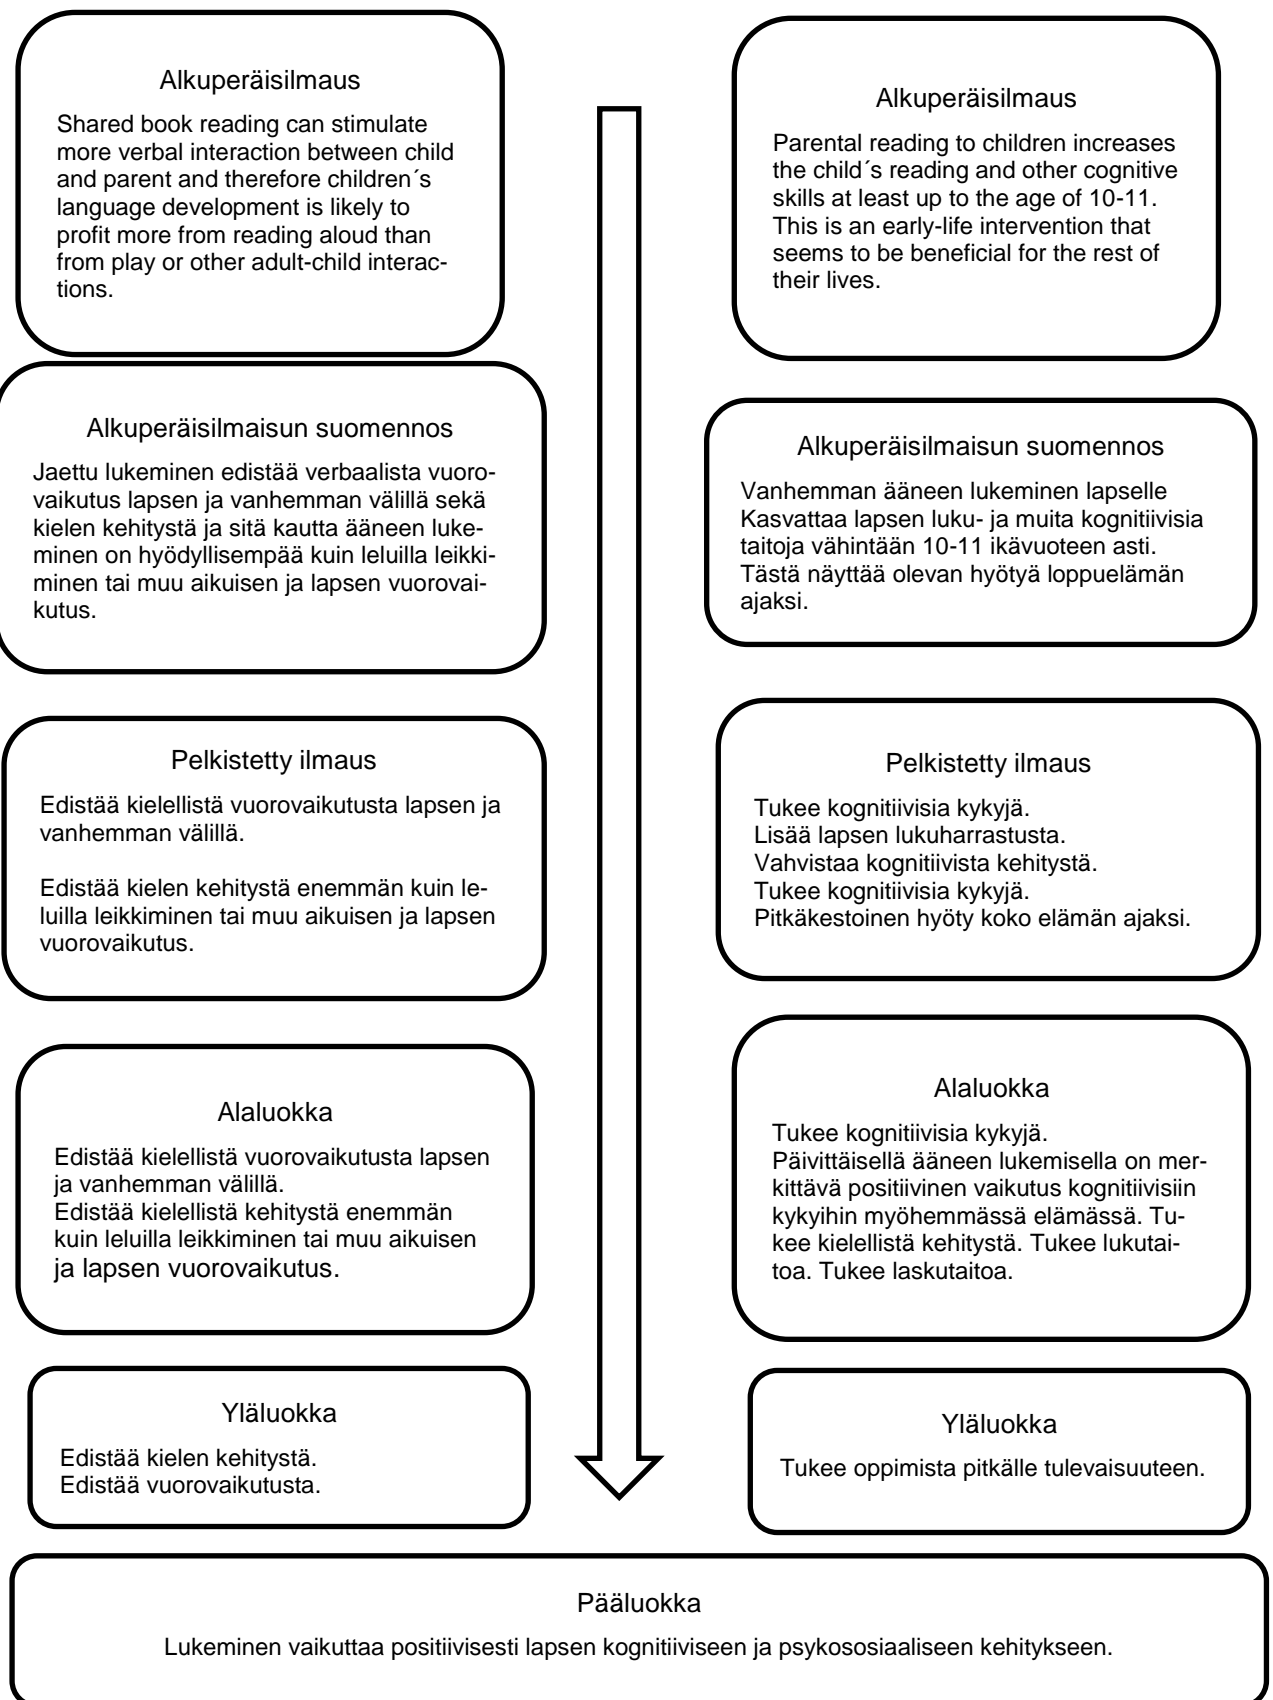 Alkuperäisilmaus
Shared book reading can stimulate
more verbal interaction between child
and parent and therefore children´s
language development is likely to
profit more from reading aloud than
from play or other adult-child interac-
tions.
Alkuperäisilmaisun suomennos
Jaettu lukeminen edistää verbaalista vuoro-
vaikutus lapsen ja vanhemman välillä sekä
kielen kehitystä ja sitä kautta ääneen luke-
minen on hyödyllisempää kuin leluilla leikki-
minen tai muu aikuisen ja lapsen vuorovai-
kutus.
Pelkistetty ilmaus
Edistää kielellistä vuorovaikutusta lapsen ja
vanhemman välillä.
Edistää kielen kehitystä enemmän kuin le-
luilla leikkiminen tai muu aikuisen ja lapsen
vuorovaikutus.
Alaluokka
Edistää kielellistä vuorovaikutusta lapsen
ja vanhemman välillä.
Edistää kielellistä kehitystä enemmän
kuin leluilla leikkiminen tai muu aikuisen
ja lapsen vuorovaikutus.
Yläluokka
Edistää kielen kehitystä.
Edistää vuorovaikutusta.
Alkuperäisilmaus
Parental reading to children increases
the child´s reading and other cognitive
skills at least up to the age of 10-11.
This is an early-life intervention that
seems to be beneficial for the rest of
their lives.
Alkuperäisilmaisun suomennos
Vanhemman ääneen lukeminen lapselle
Kasvattaa lapsen luku- ja muita kognitiivisia
taitoja vähintään 10-11 ikävuoteen asti.
Tästä näyttää olevan hyötyä loppuelämän
ajaksi.
Pelkistetty ilmaus
Tukee kognitiivisia kykyjä.
Lisää lapsen lukuharrastusta.
Vahvistaa kognitiivista kehitystä.
Tukee kognitiivisia kykyjä.
Pitkäkestoinen hyöty koko elämän ajaksi.
Alaluokka
Tukee kognitiivisia kykyjä.
Päivittäisellä ääneen lukemisella on mer-
kittävä positiivinen vaikutus kognitiivisiin
kykyihin myöhemmässä elämässä. Tu-
kee kielellistä kehitystä. Tukee lukutai-
toa. Tukee laskutaitoa.
Yläluokka
Tukee oppimista pitkälle tulevaisuuteen.
Pääluokka
Lukeminen vaikuttaa positiivisesti lapsen kognitiiviseen ja psykososiaaliseen kehitykseen.